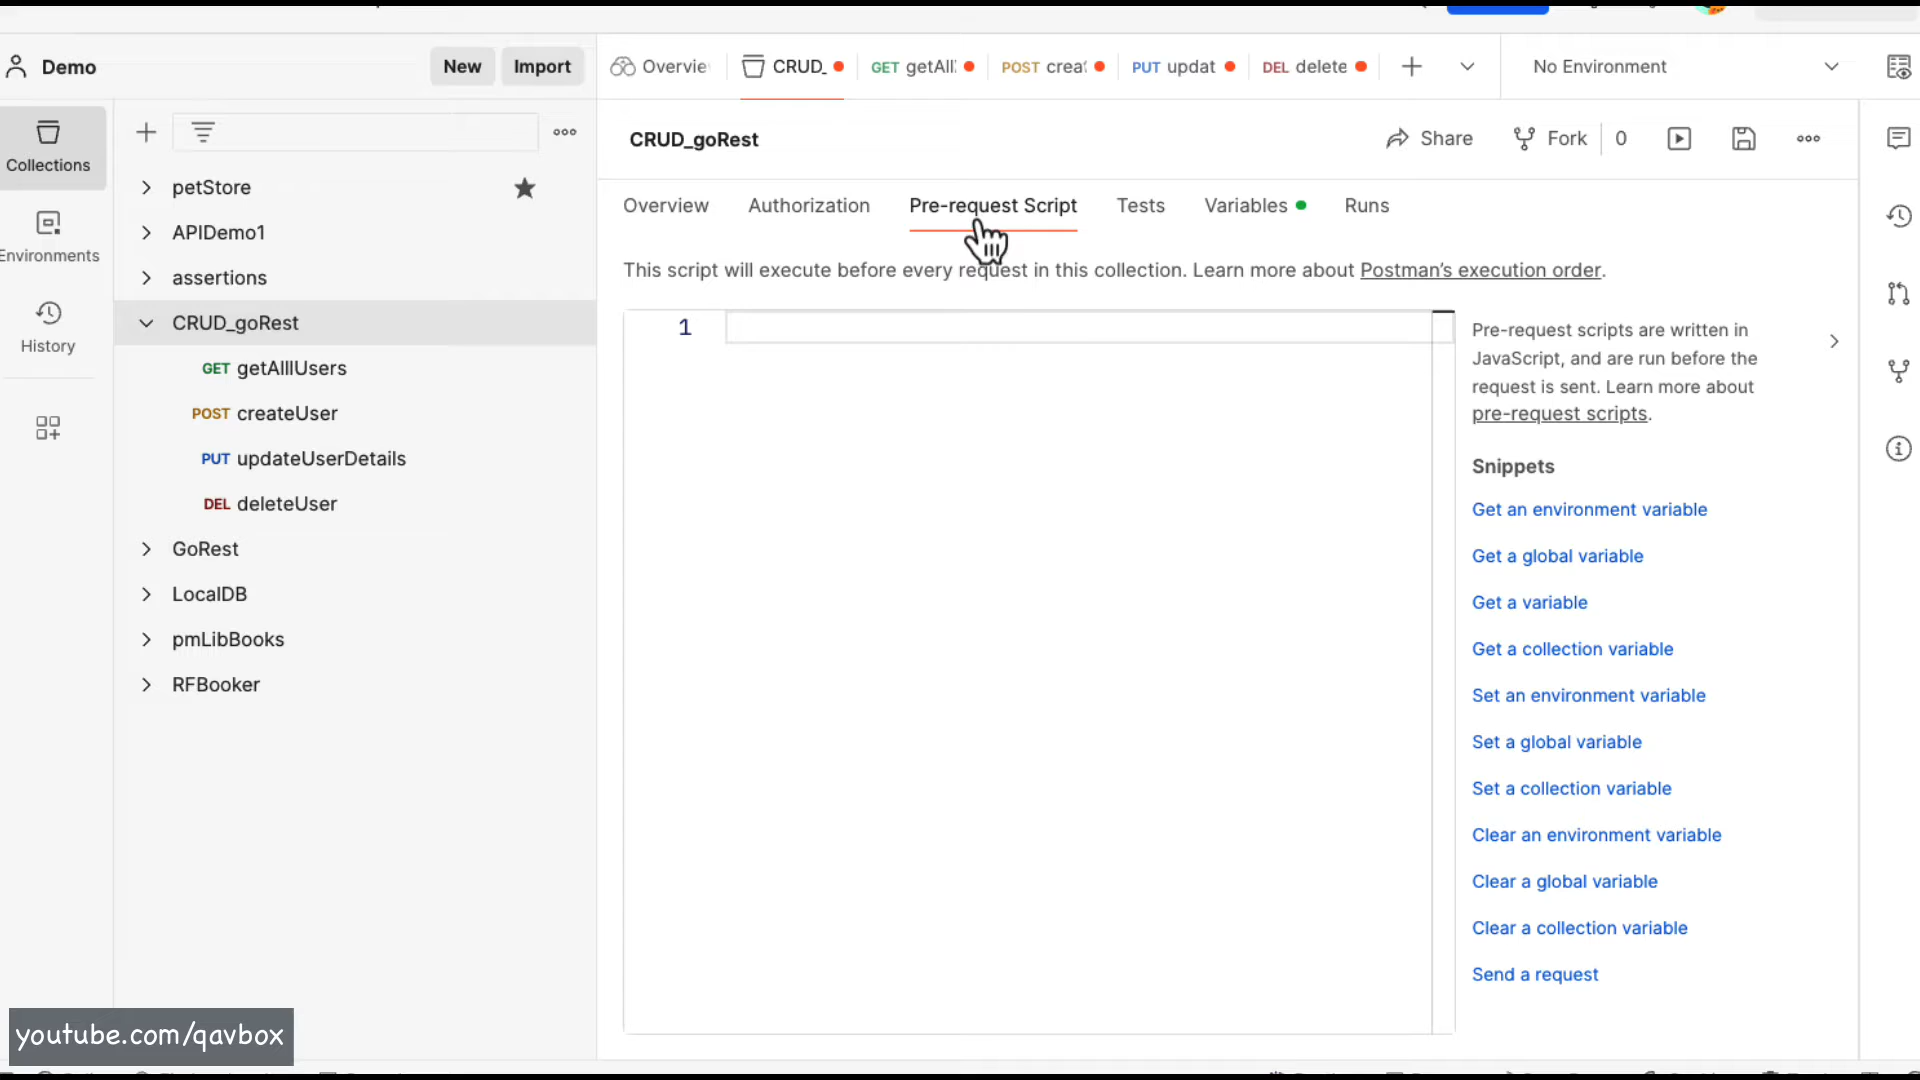 Demo
New
Import
Overvie
CRUD_
GET getAll
POST creat
PUT updat
DEL delete
No Environment
Collections
Environments
History
petStore
APIDemo1
assertions
CRUD_goRest
GET getAlllUsers
POST createUser
PUT updateUserDetails
DEL deleteUser
GoRest
LocalDB
pmLibBooks
RFBooker
CRUD_goRest
Share
Fork
0
Overview
Authorization
Pre-request Script
Tests
Variables
Runs
This script will execute before every request in this collection. Learn more about Postman’s execution order.
1
Pre-request scripts are written in
JavaScript, and are run before the
request is sent. Learn more about
pre-request scripts.
Snippets
Get an environment variable
Get a global variable
Get a variable
Get a collection variable
Set an environment variable
Set a global variable
Set a collection variable
Clear an environment variable
Clear a global variable
Clear a collection variable
Send a request
youtube.com/qavbox